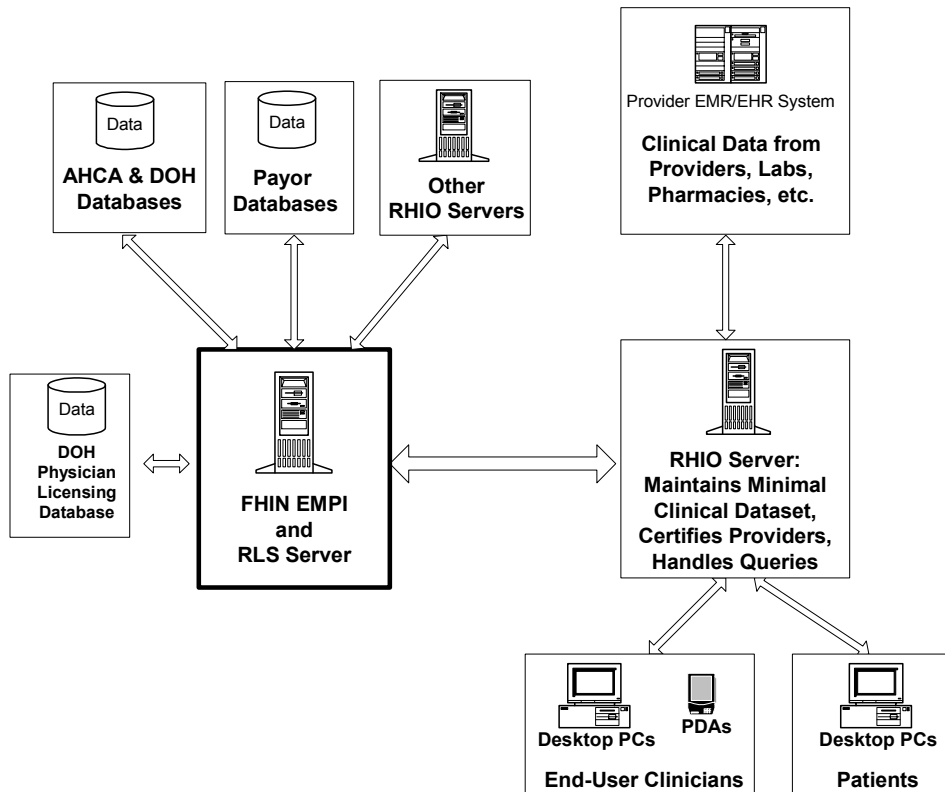 Data
AHCA & DOH
Databases
Data
Payor
Databases
Other
RHIO Servers
Provider EMR/EHR System
Clinical Data from
Providers, Labs,
Pharmacies, etc.
Data
DOH
Physician
Licensing
Database
FHIN EMPI
and
RLS Server
RHIO Server:
Maintains Minimal
Clinical Dataset,
Certifies Providers,
Handles Queries
Desktop PCs
PDAs
End-User Clinicians
Desktop PCs
Patients